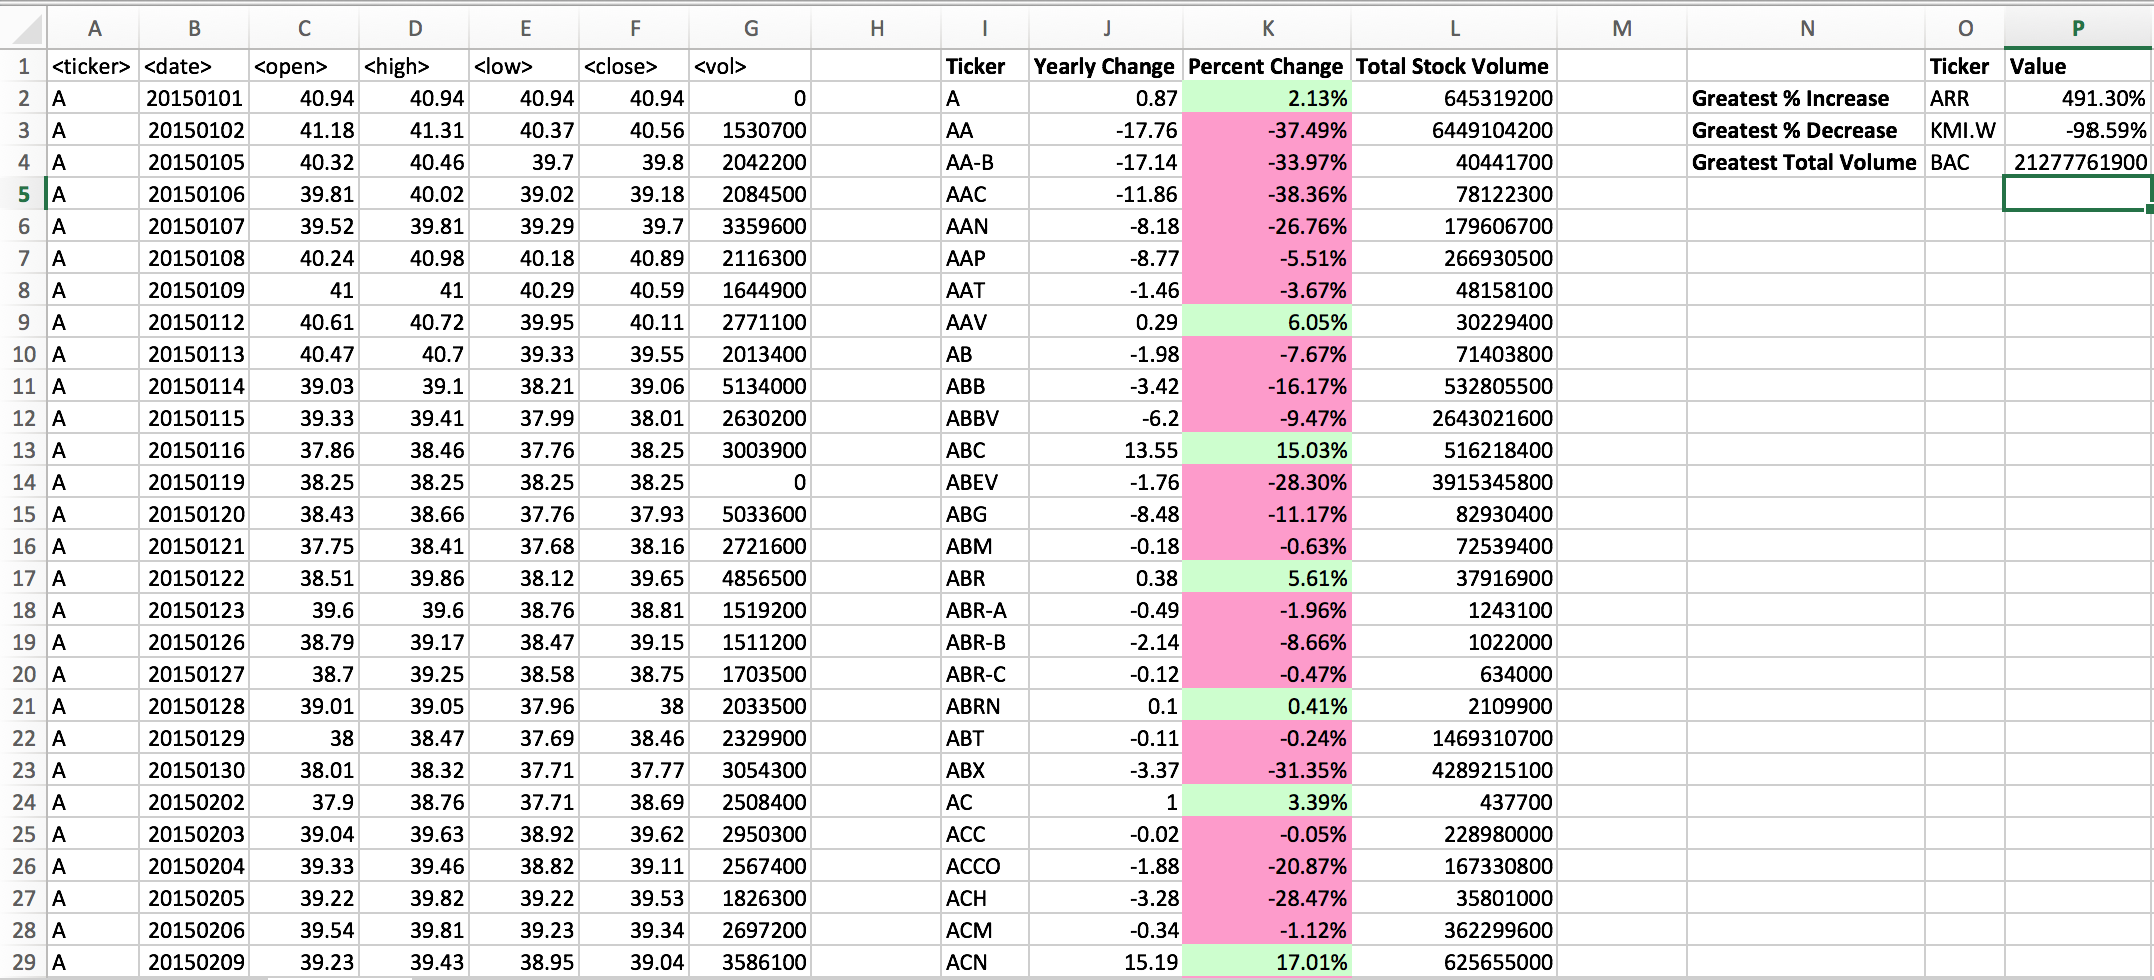 A B C D E F G H I J K L M N O P
1 <ticker> <date> <open> <high> <low> <close> <vol> Ticker Yearly Change Percent Change Total Stock Volume Ticker Value
2 A 20150101 40.94 40.94 40.94 40.94 0 A 0.87 2.13% 645319200 Greatest % Increase ARR 491.30%
3 A 20150102 41.18 41.31 40.37 40.56 1530700 AA -17.76 -37.49% 6449104200 Greatest % Decrease KMI.W -98.59%
4 A 20150105 40.32 40.46 39.7 39.8 2042200 AA-B -17.14 -33.97% 40441700 Greatest Total Volume BAC 21277761900
5 A 20150106 39.81 40.02 39.02 39.18 2084500 AAC -11.86 -38.36% 78122300
6 A 20150107 39.52 39.81 39.29 39.7 3359600 AAN -8.18 -26.76% 179606700
7 A 20150108 40.24 40.98 40.18 40.89 2116300 AAP -8.77 -5.51% 266930500
8 A 20150109 41 41 40.29 40.59 1644900 AAT -1.46 -3.67% 48158100
9 A 20150112 40.61 40.72 39.95 40.11 2771100 AAV 0.29 6.05% 30229400
10 A 20150113 40.47 40.7 39.33 39.55 2013400 AB -1.98 -7.67% 71403800
11 A 20150114 39.03 39.1 38.21 39.06 5134000 ABB -3.42 -16.17% 532805500
12 A 20150115 39.33 39.41 37.99 38.01 2630200 ABBV -6.2 -9.47% 2643021600
13 A 20150116 37.86 38.46 37.76 38.25 3003900 ABC 13.55 15.03% 516218400
14 A 20150119 38.25 38.25 38.25 38.25 0 ABEV -1.76 -28.30% 3915345800
15 A 20150120 38.43 38.66 37.76 37.93 5033600 ABG -8.48 -11.17% 82930400
16 A 20150121 37.75 38.41 37.68 38.16 2721600 ABM -0.18 -0.63% 72539400
17 A 20150122 38.51 39.86 38.12 39.65 4856500 ABR 0.38 5.61% 37916900
18 A 20150123 39.6 39.6 38.76 38.81 1519200 ABR-A -0.49 -1.96% 1243100
19 A 20150126 38.79 39.17 38.47 39.15 1511200 ABR-B -2.14 -8.66% 1022000
20 A 20150127 38.7 39.25 38.58 38.75 1703500 ABR-C -0.12 -0.47% 634000
21 A 20150128 39.01 39.05 37.96 38 2033500 ABRN 0.1 0.41% 2109900
22 A 20150129 38 38.47 37.69 38.46 2329900 ABT -0.11 -0.24% 1469310700
23 A 20150130 38.01 38.32 37.71 37.77 3054300 ABX -3.37 -31.35% 4289215100
24 A 20150202 37.9 38.76 37.71 38.69 2508400 AC 1 3.39% 437700
25 A 20150203 39.04 39.63 38.92 39.62 2950300 ACC -0.02 -0.05% 228980000
26 A 20150204 39.33 39.46 38.82 39.11 2567400 ACCO -1.88 -20.87% 167330800
27 A 20150205 39.22 39.82 39.22 39.53 1826300 ACH -3.28 -28.47% 35801000
28 A 20150206 39.54 39.81 39.23 39.34 2697200 ACM -0.34 -1.12% 362299600
29 A 20150209 39.23 39.43 38.95 39.04 3586100 ACN 15.19 17.01% 625655000